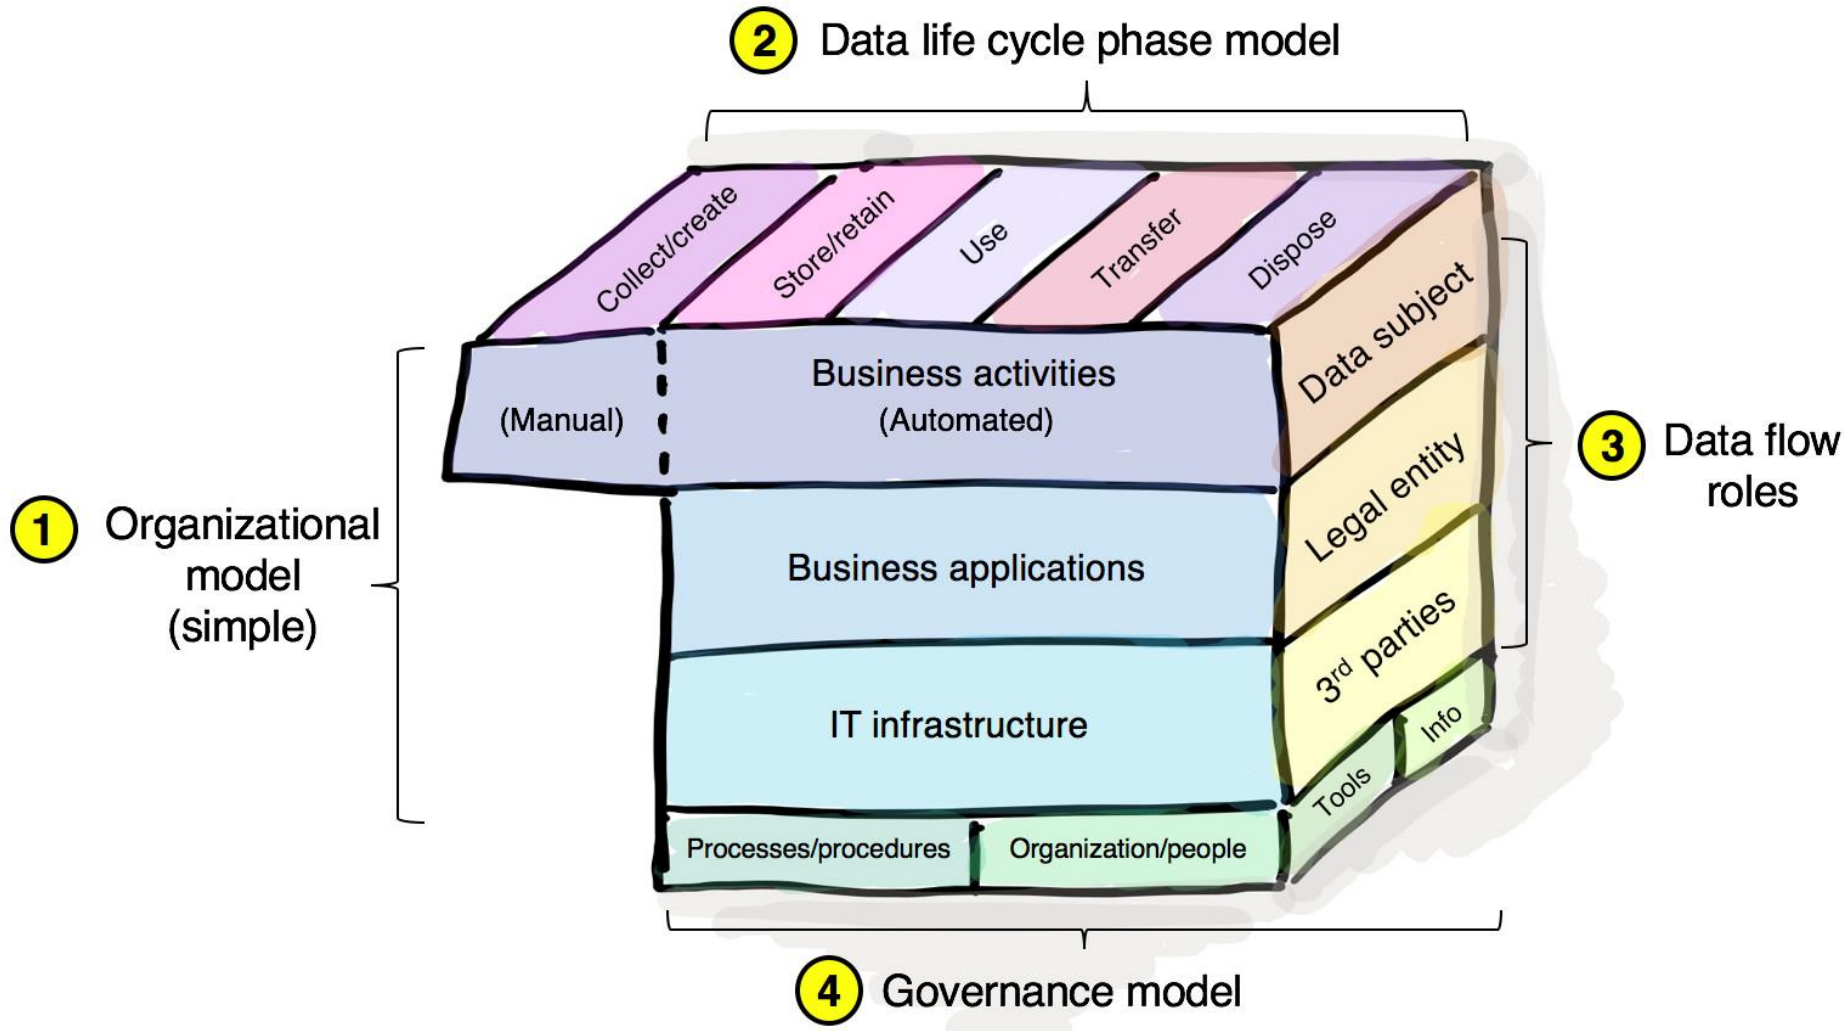 2 Data life cycle phase model
Collect/create
Store/retain
Use
Transfer
Dispose
Data subject
Legal entity
3rd parties
Tools
Info
3 Data flow
roles
1 Organizational
model
(simple)
Business activities
(Manual)
(Automated)
Business applications
IT infrastructure
Processes/procedures
Organization/people
4 Governance model